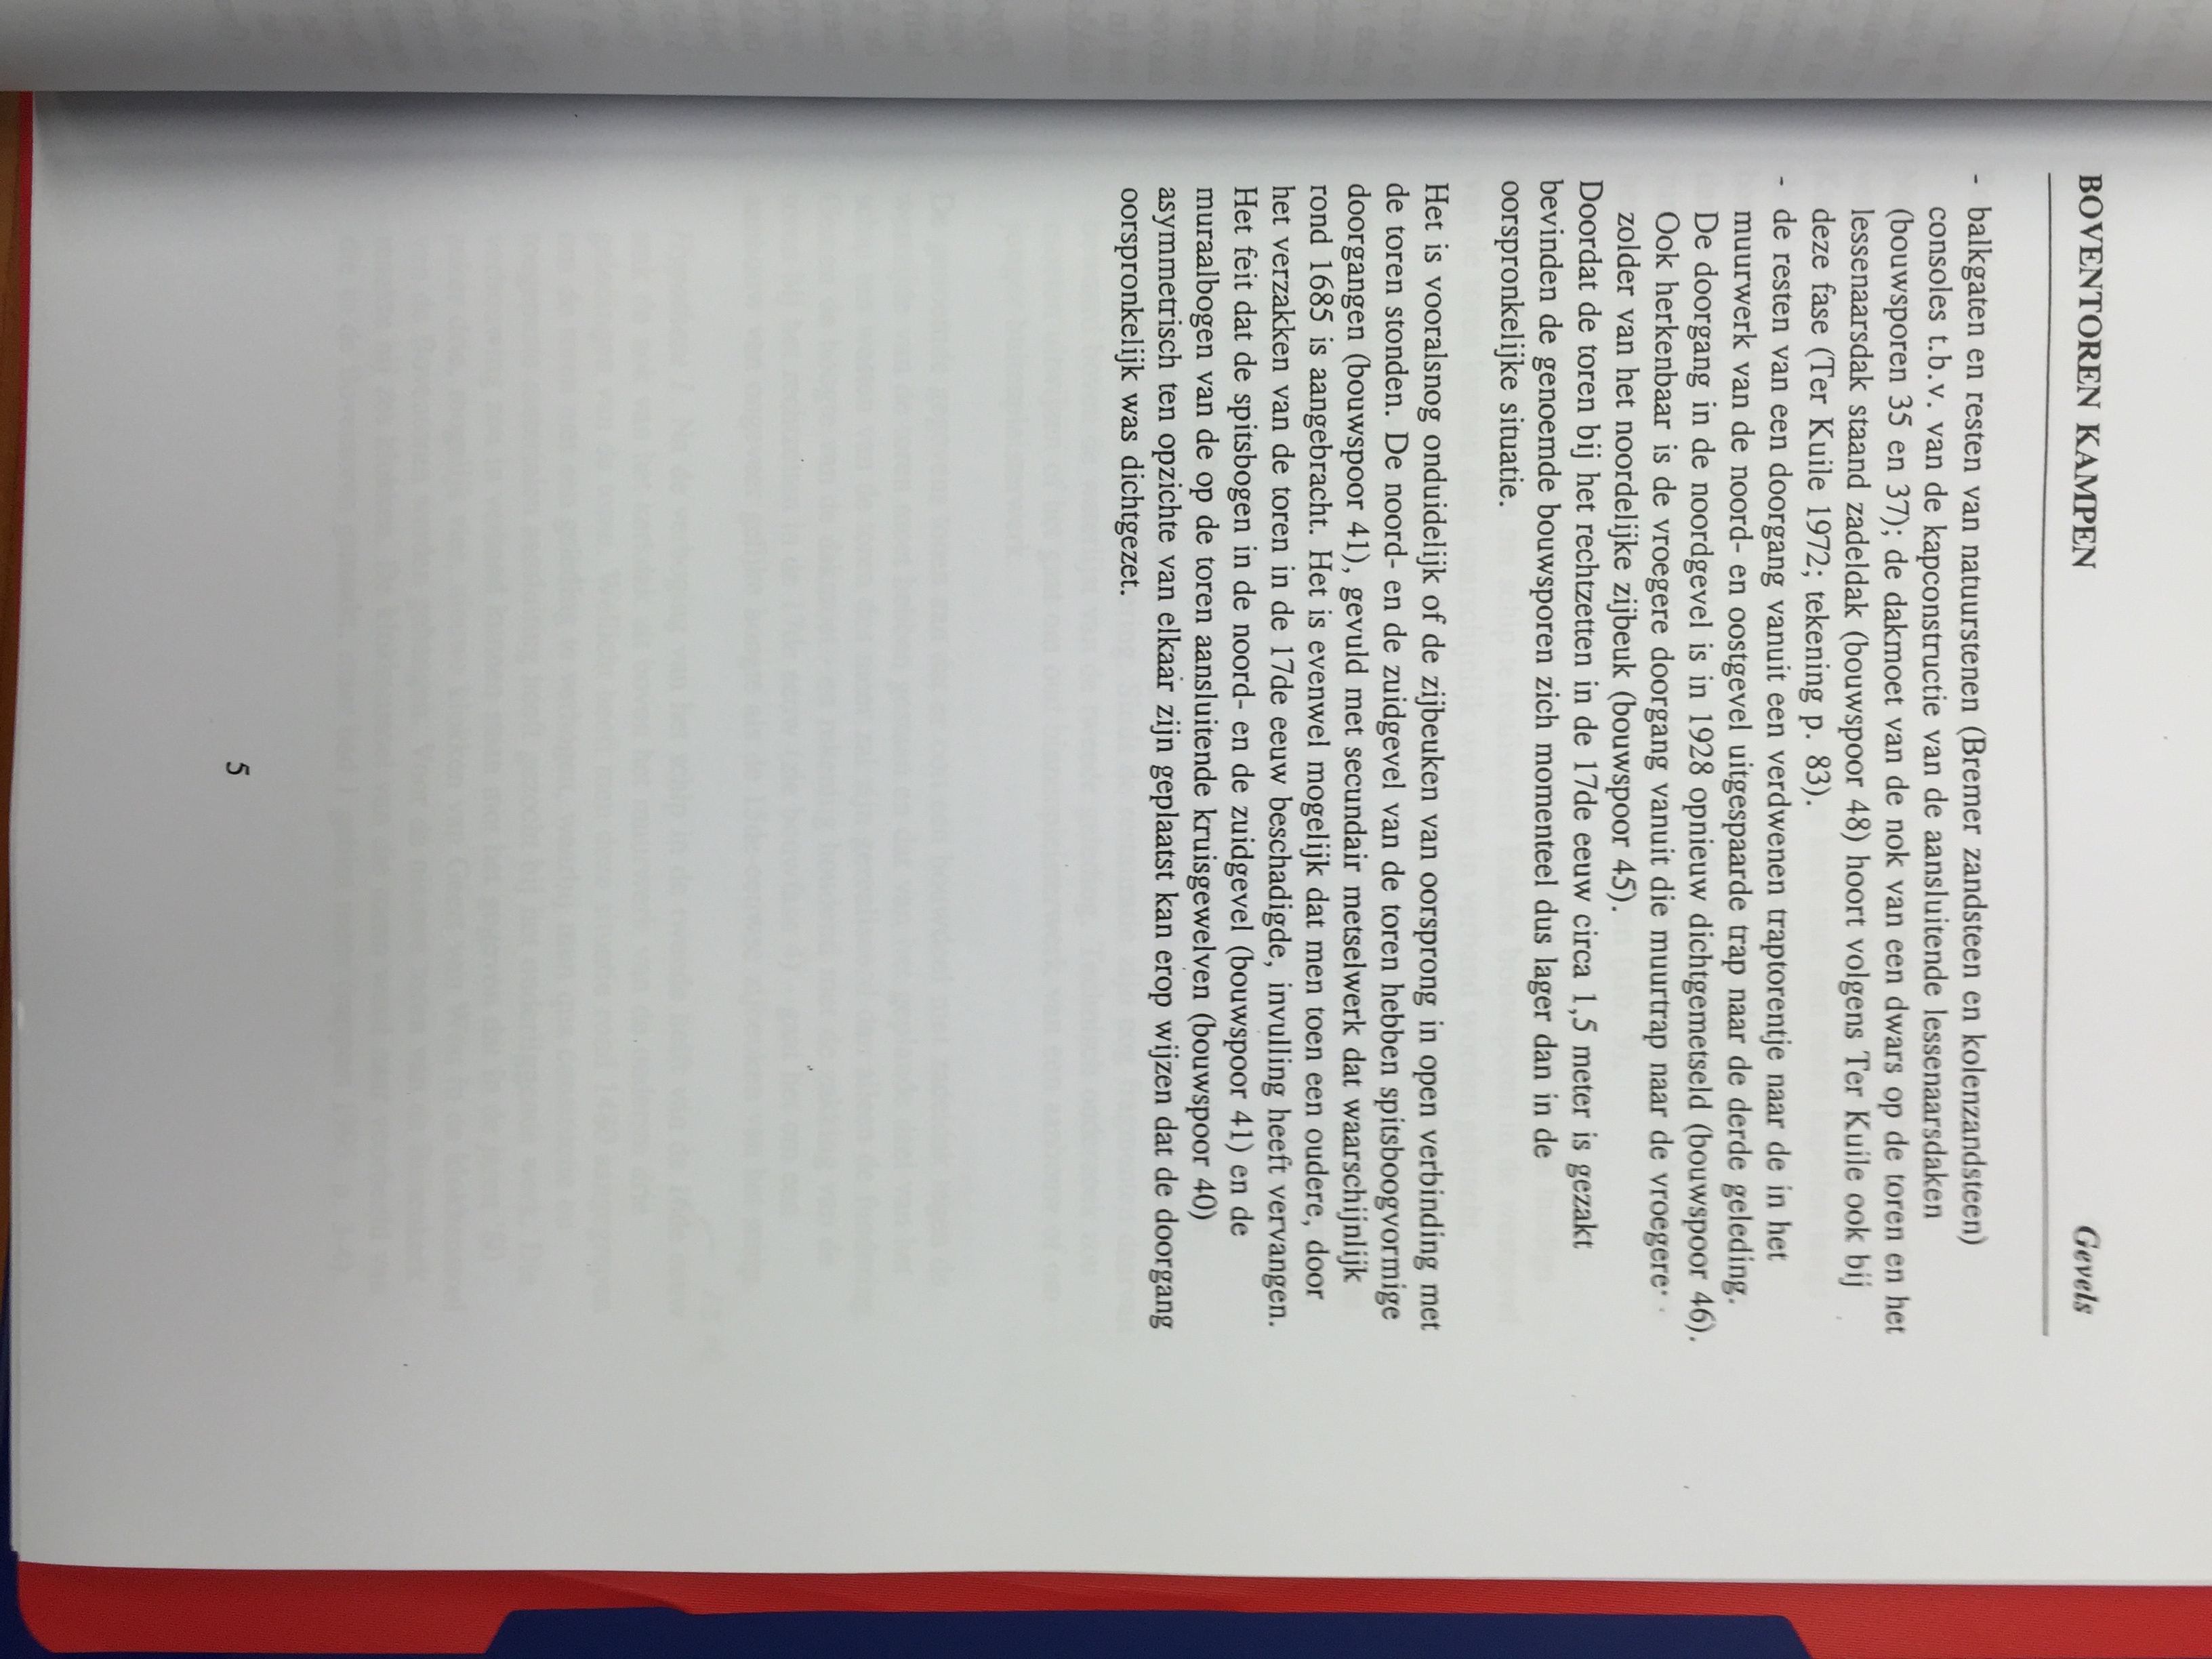 BOVENTOREN KAMPEN Gevels
- balkgaten en resten van natuurstenen (Bremer zandsteen en kolenzandsteen)
consoles t.b.v. van de kapconstructie van de aansluitende lessenaarsdaken
(bouwsporen 35 en 37); de dakmoet van de nok van een dwars op de toren en het
lessenaarsdak staand zadeldak (bouwspoor 48) hoort volgens Ter Kuile ook bij
deze fase (Ter Kuile 1972; tekening p. 83).
- de resten van een doorgang vanuit een verdwenen traptorentje naar de in het
muurwerk van de noord- en oostgevel uitgespaarde trap naar de derde geleding.
De doorgang in de noordgevel is in 1928 opnieuw dichtgemetseld (bouwspoor 46).
Ook herkenbaar is de vroegere doorgang vanuit die muurtrap naar de vroegere
zolder van het noordelijke zijbeuk (bouwspoor 45).
Doordat de toren bij het rechtzetten in de 17de eeuw circa 1,5 meter is gezakt
bevinden de genoemde bouwsporen zich momenteel dus lager dan in de
oorspronkelijke situatie.
Het is vooralsnog onduidelijk of de zijbeuken van oorsprong in open verbinding met
de toren stonden. De noord- en de zuidgevel van de toren hebben spitsboogvormige
doorgangen (bouwspoor 41), gevuld met secundair metselwerk dat waarschijnlijk
rond 1685 is aangebracht. Het is evenwel mogelijk dat men toen een oudere, door
het verzakken van de toren in de 17de eeuw beschadigde, invulling heeft vervangen.
Het feit dat de spitsbogen in de noord- en de zuidgevel (bouwspoor 41) en de
muraalbogen van de op de toren aansluitende kruisgewelven (bouwspoor 40)
asymmetrisch ten opzichte van elkaar zijn geplaatst kan erop wijzen dat de doorgang
oorspronkelijk was dichtgezet.
5